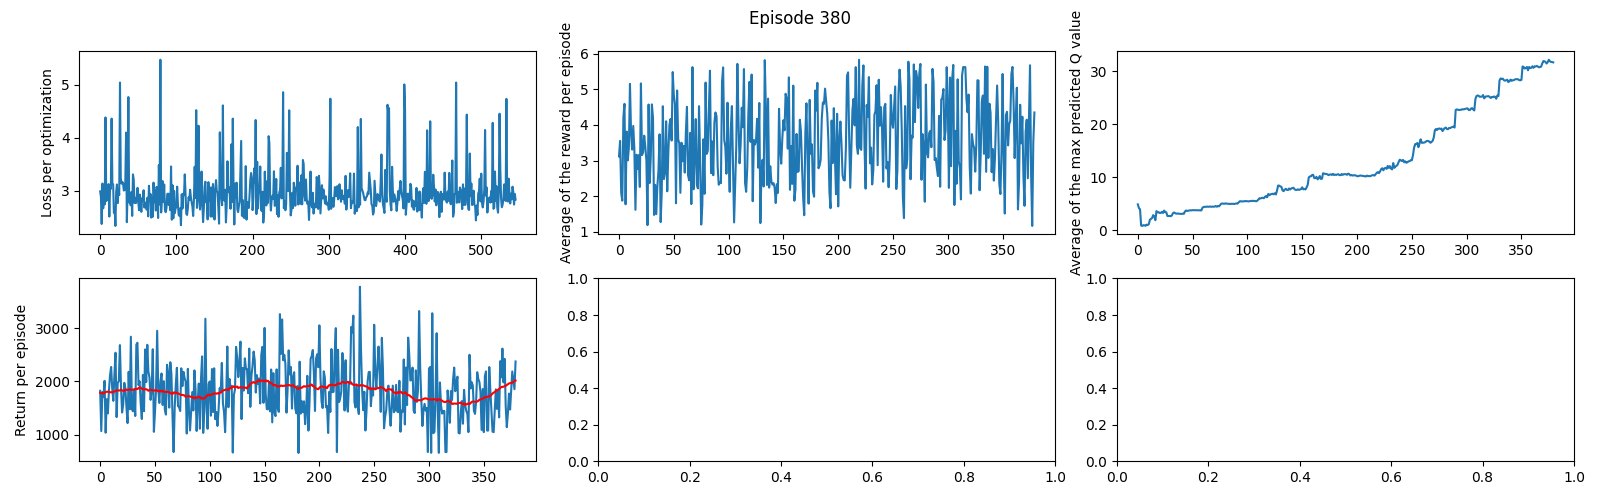 Episode 380
Loss per optimization
5
4
3
0 100 200 300 400 500
Average of the reward per episode
6
5
4
3
2
1
0 50 100 150 200 250 300 350
Average of the max predicted Q value
30
20
10
0
0 50 100 150 200 250 300 350
Return per episode
3000
2000
1000
0 50 100 150 200 250 300 350
1.0
0.8
0.6
0.4
0.2
0.0
0.0 0.2 0.4 0.6 0.8 1.0
1.0
0.8
0.6
0.4
0.2
0.0
0.0 0.2 0.4 0.6 0.8 1.0